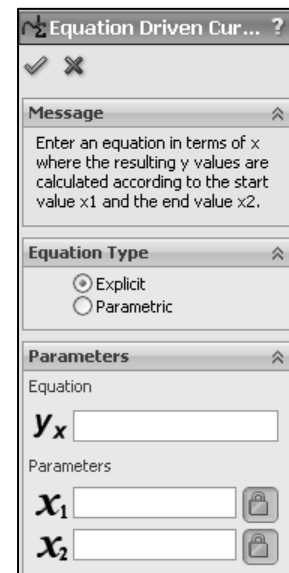 Equation Driven Cur... ?
Message
Enter an equation in terms of x
where the resulting y values are
calculated according to the start
value x1 and the end value x2.
Equation Type
Explicit
Parametric
Parameters
Equation
yx
Parameters
x1
x2